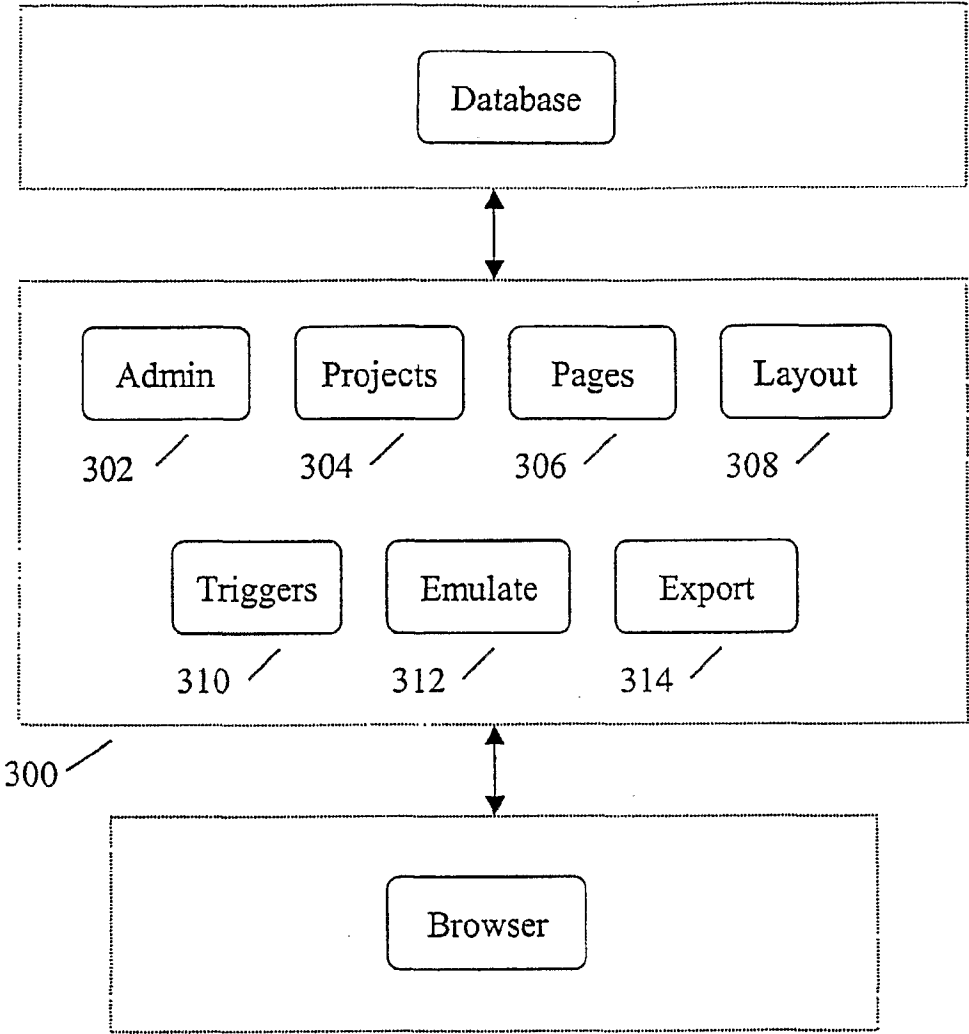 Database
Admin
Projects
Pages
Layout
302
304
306
308
Triggers
Emulate
Export
310
312
314
300
Browser